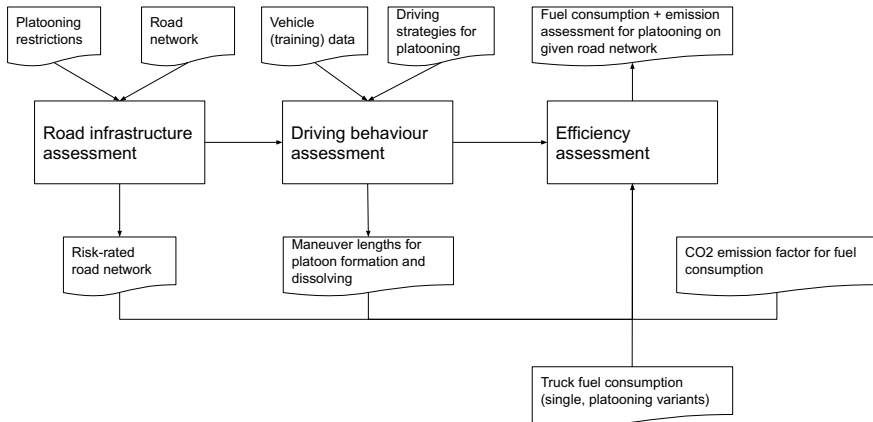 Platooning
restrictions
Road
network
Vehicle
(training) data
Driving
strategies for
platooning
Fuel consumption + emission
assessment for platooning on
given road network
Road infrastructure
assessment
Driving behaviour
assessment
Efficiency
assessment
Risk-rated
road network
Maneuver lengths for
platoon formation and
dissolving
CO2 emission factor for fuel
consumption
Truck fuel consumption
(single, platooning variants)